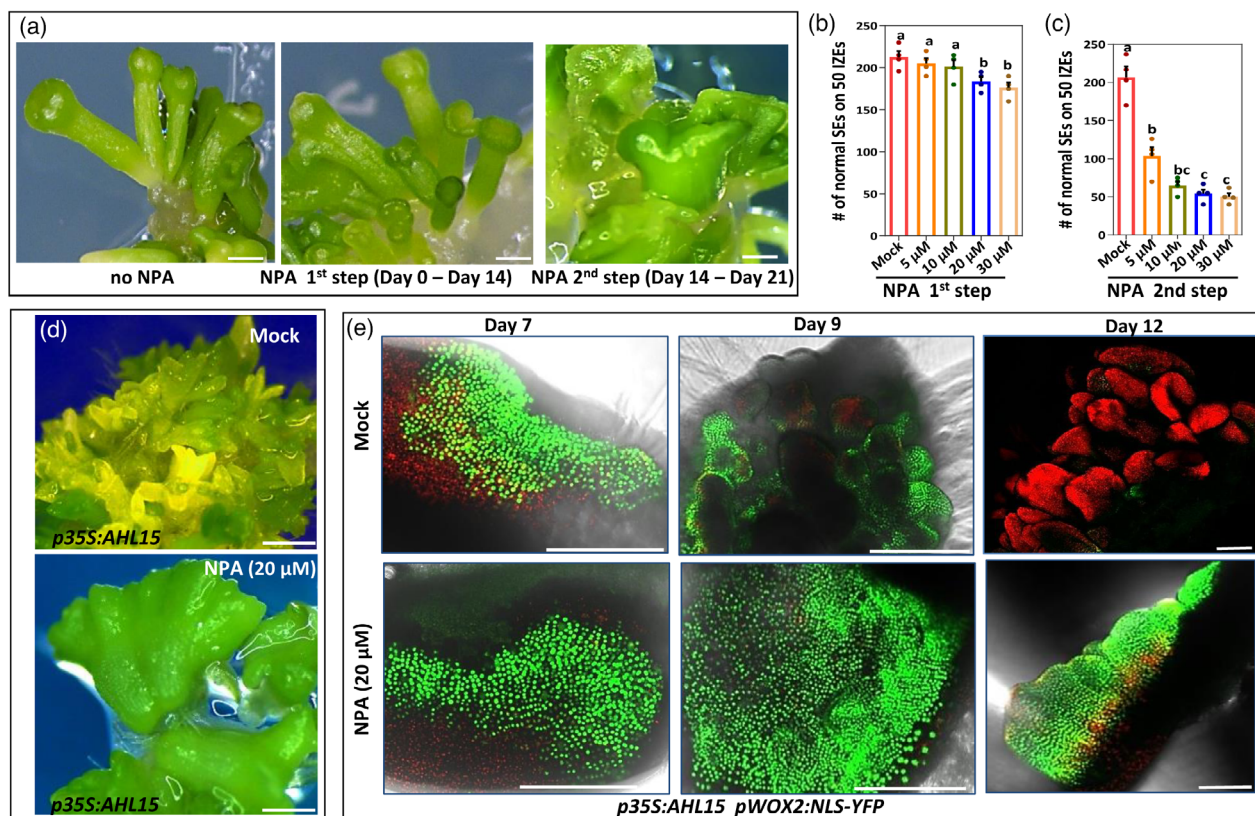 (a)
no NPA
NPA 1st step (Day 0 – Day 14)
NPA 2nd step (Day 14 – Day 21)
(b)
# of normal SEs on 50 IZEs
250
200
150
100
50
0
a
a
a
b
b
Mock
5 µM
10 µM
20 µM
30 µM
NPA 1st step
(c)
# of normal SEs on 50 IZEs
250
200
150
100
50
0
a
b
bc
c
c
Mock
5 µM
10 µM
20 µM
30 µM
NPA 2nd step
(d)
Mock
p35S:AHL15
NPA (20 µM)
p35S:AHL15
(e)
Day 7
Day 9
Day 12
Mock
NPA (20 µM)
p35S:AHL15 pWOX2:NLS-YFP